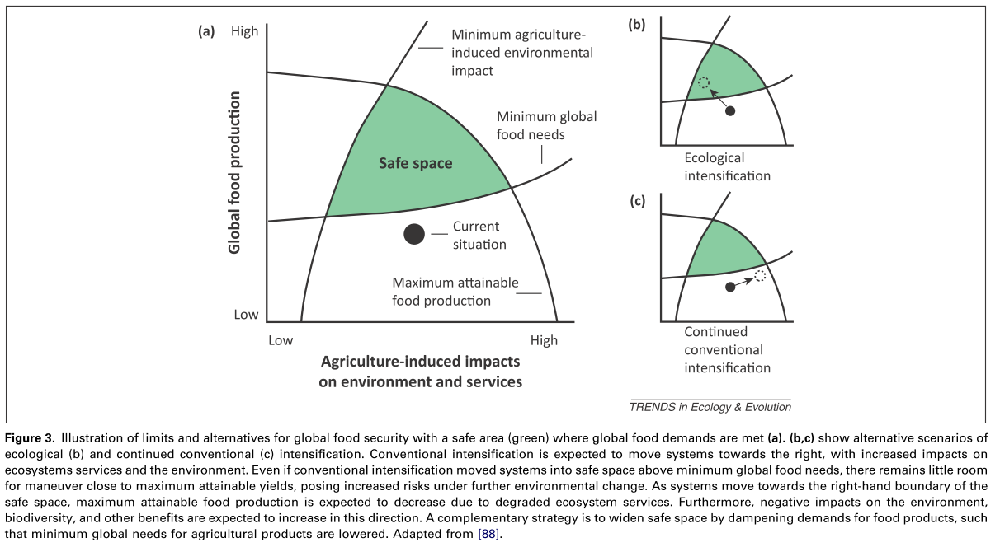 (a)
High
Global food production
Low
Low
High
Agriculture-induced impacts
on environment and services
Minimum agriculture-
induced environmental
impact
Minimum global
food needs
Safe space
Current
situation
Maximum attainable
food production
(b)
Ecological
intensification
(c)
Continued
conventional
intensification
TRENDS in Ecology & Evolution
Figure 3. Illustration of limits and alternatives for global food security with a safe area (green) where global food demands are met (a). (b,c) show alternative scenarios of
ecological (b) and continued conventional (c) intensification. Conventional intensification is expected to move systems towards the right, with increased impacts on
ecosystems services and the environment. Even if conventional intensification moved systems into safe space above minimum global food needs, there remains little room
for maneuver close to maximum attainable yields, posing increased risks under further environmental change. As systems move towards the right-hand boundary of the
safe space, maximum attainable food production is expected to decrease due to degraded ecosystem services. Furthermore, negative impacts on the environment,
biodiversity, and other benefits are expected to increase in this direction. A complementary strategy is to widen safe space by dampening demands for food products, such
that minimum global needs for agricultural products are lowered. Adapted from [88].